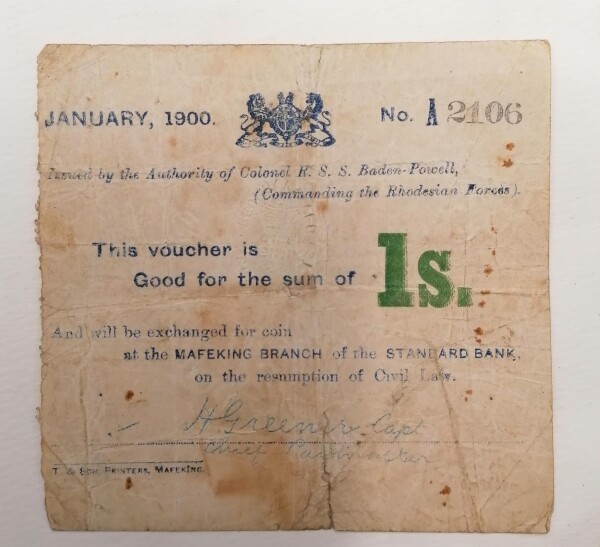 JANUARY, 1900.
No. A 2106
Issued by the Authority of Colonel R. S. S. Baden-Powell,
(Commanding the Rhodesian Forces).
This voucher is
Good for the sum of 1s.
And will be exchanged for coin
at the MAFEKING BRANCH of the STANDARD BANK,
on the resumption of Civil Law.
H Greener Capt
Chief Paymaster
T. & Son, Printers, Mafeking.